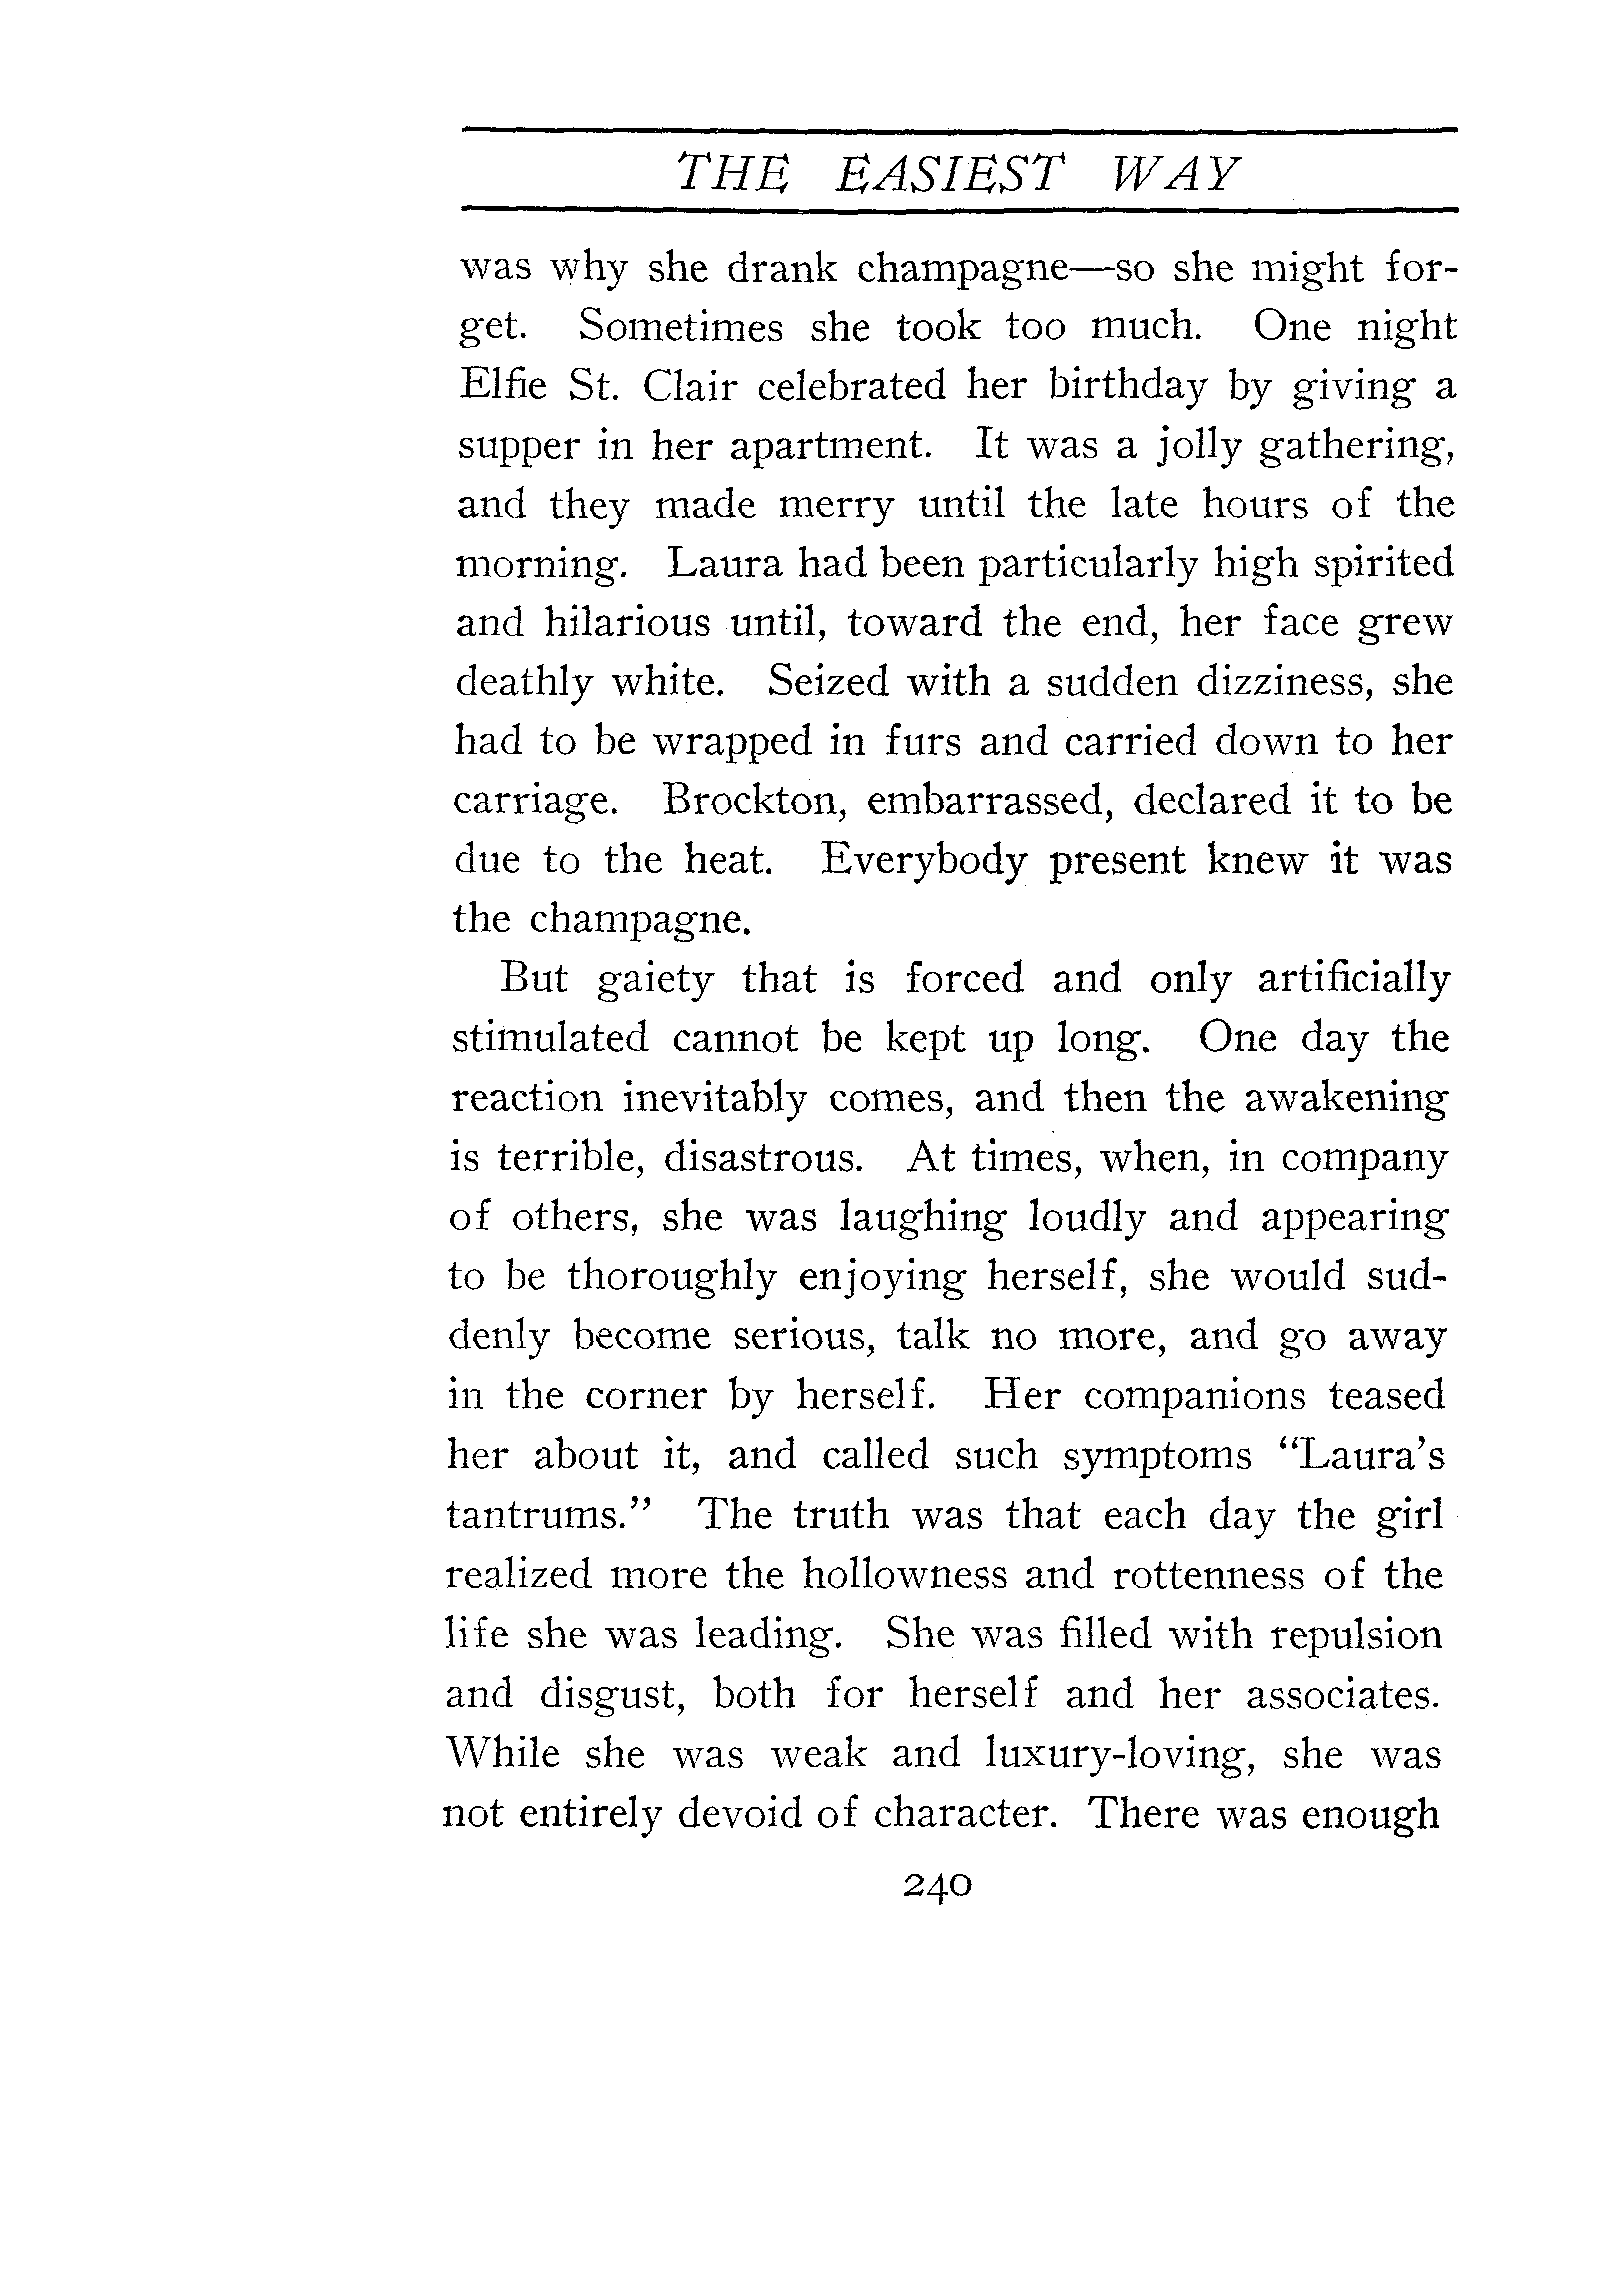 THE EASIEST WAY
was why she drank champagne—so she might for-
get. Sometimes she took too much. One night
Elfie St. Clair celebrated her birthday by giving a
supper in her apartment. It was a jolly gathering,
and they made merry until the late hours of the
morning. Laura had been particularly high spirited
and hilarious until, toward the end, her face grew
deathly white. Seized with a sudden dizziness, she
had to be wrapped in furs and carried down to her
carriage. Brockton, embarrassed, declared it to be
due to the heat. Everybody present knew it was
the champagne.
But gaiety that is forced and only artificially
stimulated cannot be kept up long. One day the
reaction inevitably comes, and then the awakening
is terrible, disastrous. At times, when, in company
of others, she was laughing loudly and appearing
to be thoroughly enjoying herself, she would sud-
denly become serious, talk no more, and go away
in the corner by herself. Her companions teased
her about it, and called such symptoms “Laura’s
tantrums.” The truth was that each day the girl
realized more the hollowness and rottenness of the
life she was leading. She was filled with repulsion
and disgust, both for herself and her associates.
While she was weak and luxury-loving, she was
not entirely devoid of character. There was enough
240